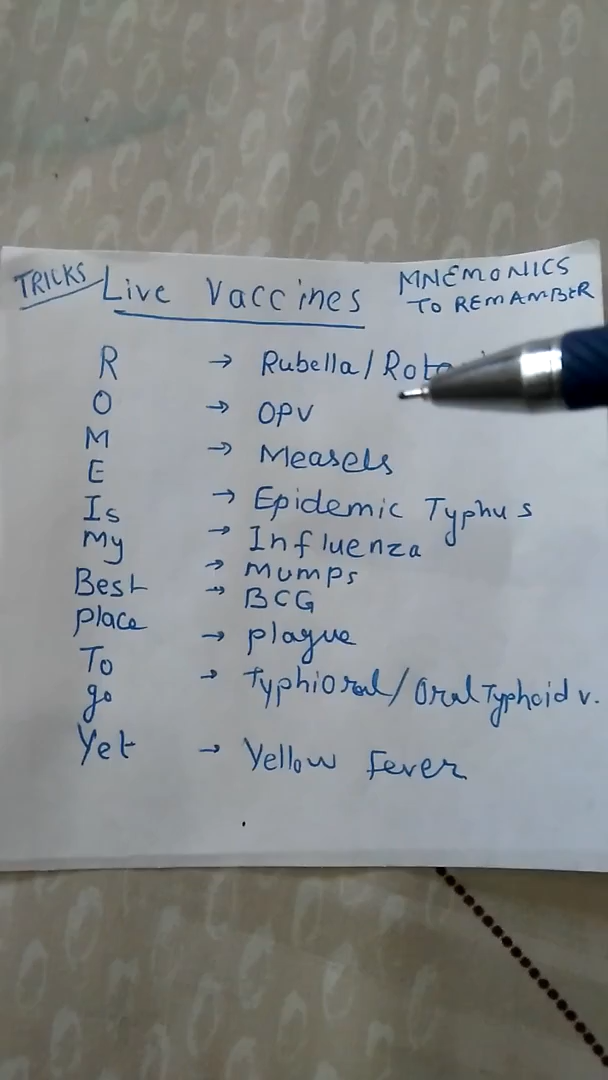 TRICKS Live Vaccines MNEMONICS
TO REMAMBER
R → Rubella/
O → OPV
M → Measels
E → Epidemic Typhus
Is → Influenza
My → Mumps
Best → BCG
place → plague
To → Typhioral/Oral Typhoid v.
go
Yet → Yellow Fever